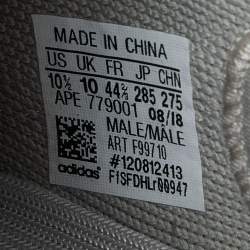 MADE IN CHINA
US UK FR JP CHN
10½ 10 44⅔ 285 275
APE 779001 08/18
MALE/MÂLE
ART F99710
#120812413
adidas F1SFDHLr00947